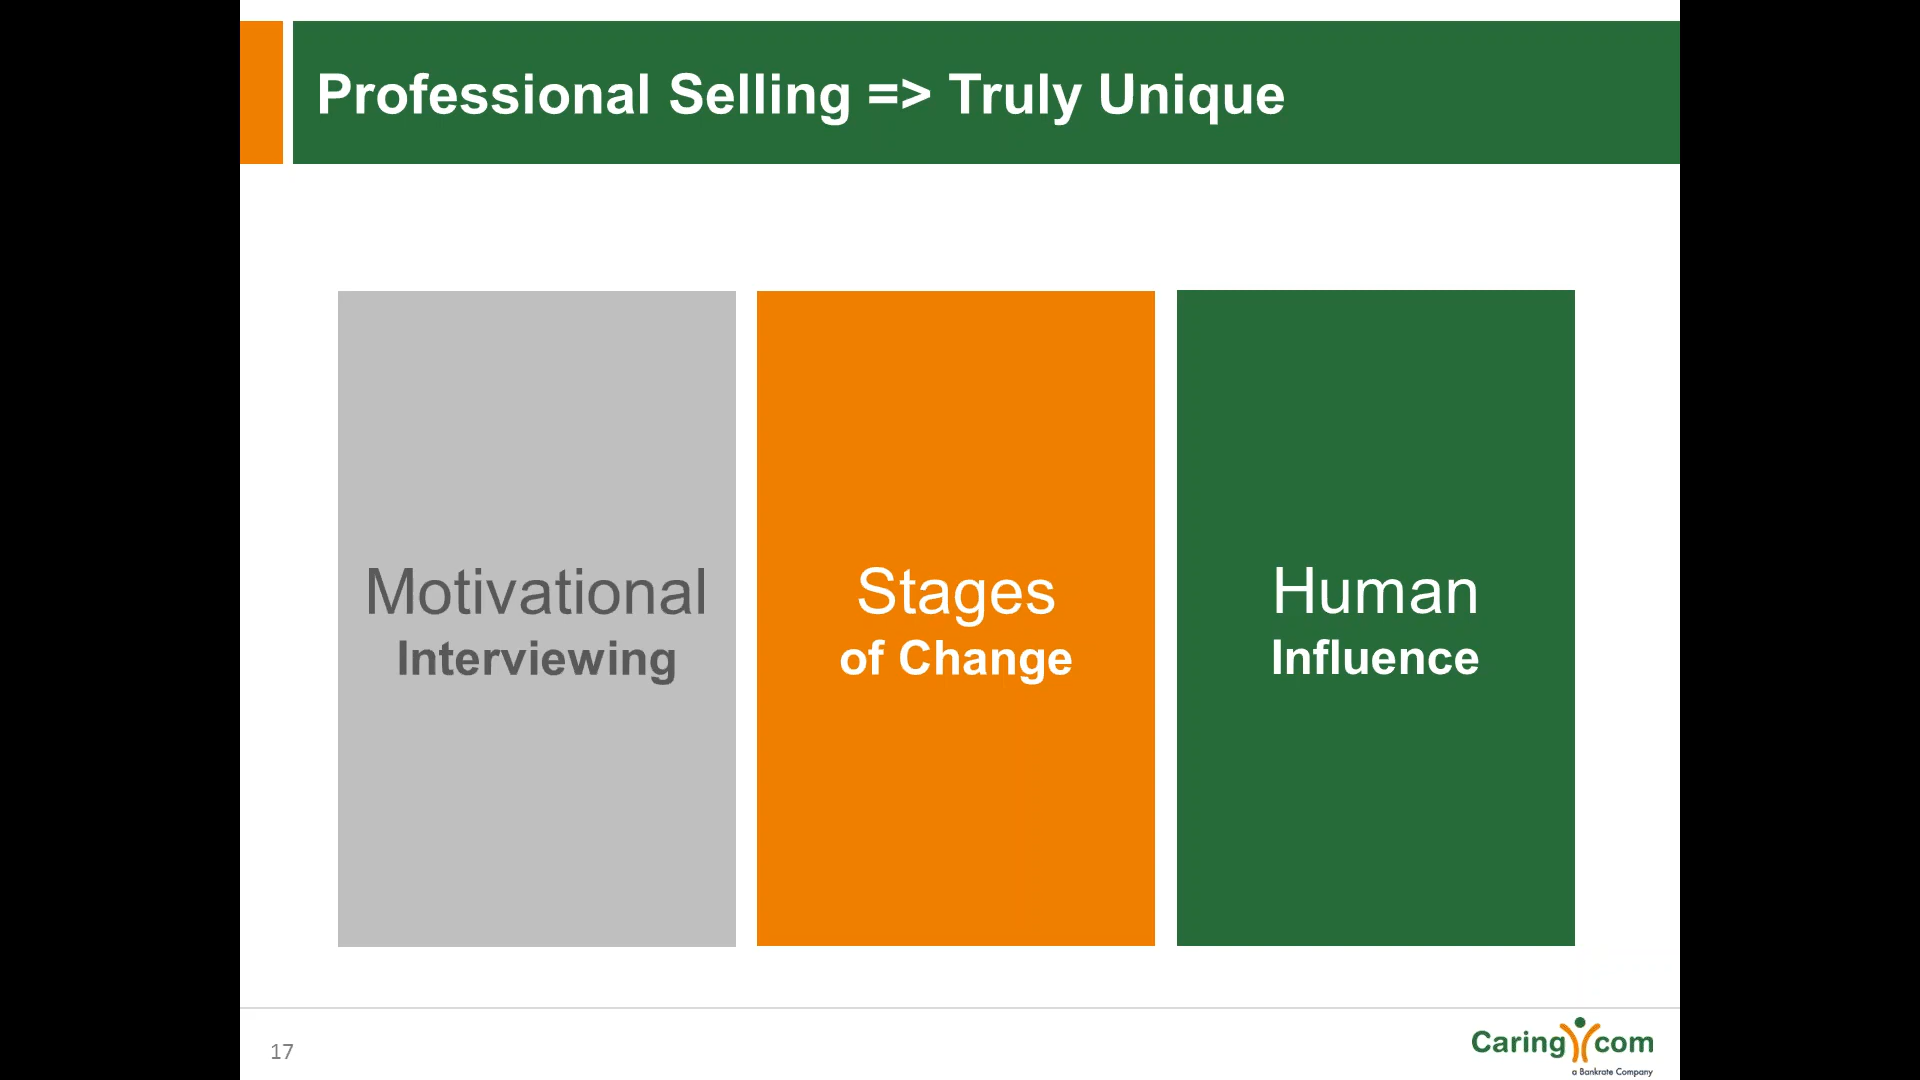 Professional Selling => Truly Unique
Motivational
Interviewing
Stages
of Change
Human
Influence
17
Caring com
a Bankrate Company